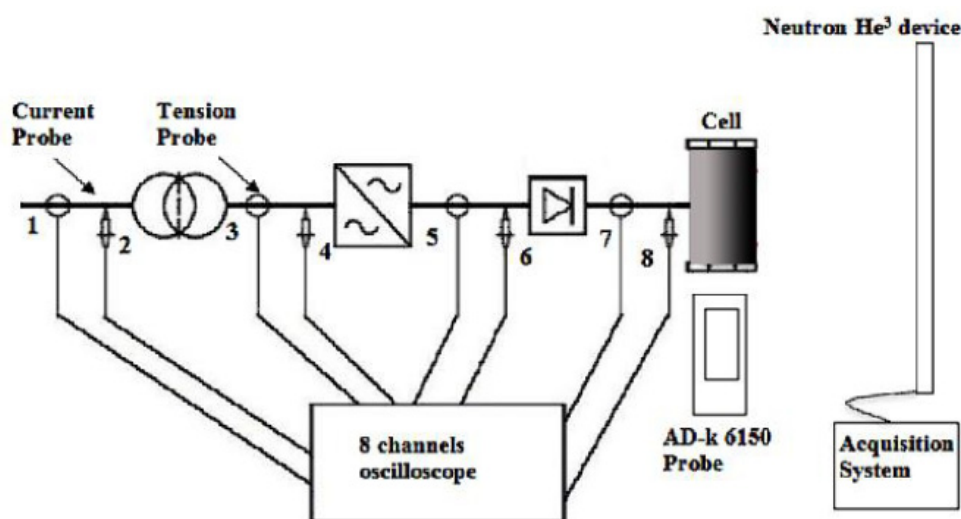 Neutron He³ device
Current
Probe
Tension
Probe
Cell
1
2
3
4
5
6
7
8
8 channels
oscilloscope
AD-k 6150
Probe
Acquisition
System